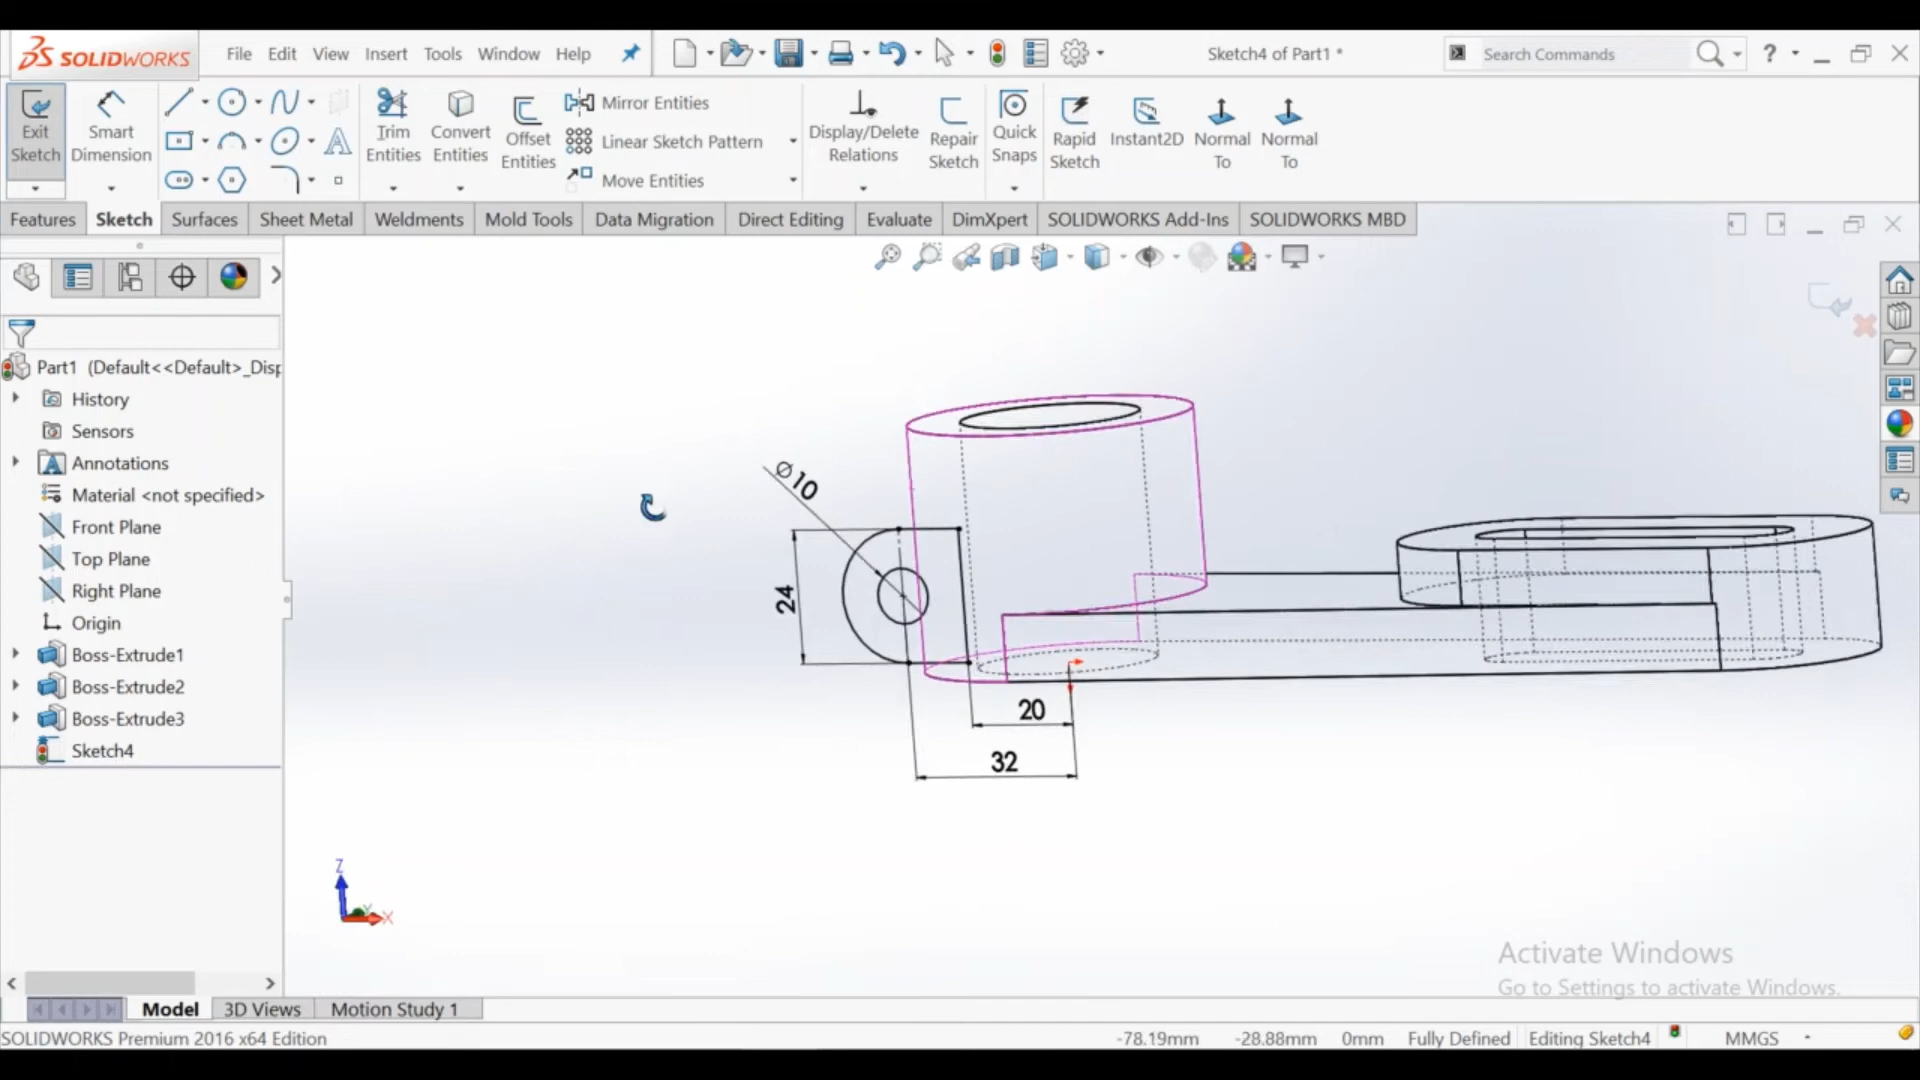 SOLIDWORKS File Edit View Insert Tools Window Help Sketch4 of Part1 * Search Commands ?
Exit Sketch
Smart Dimension
Trim Entities
Convert Entities
Offset Entities
Mirror Entities
Linear Sketch Pattern
Move Entities
Display/Delete Relations
Repair Sketch
Quick Snaps
Rapid Sketch
Instant2D
Normal To
Normal To
Features Sketch Surfaces Sheet Metal Weldments Mold Tools Data Migration Direct Editing Evaluate DimXpert SOLIDWORKS Add-Ins SOLIDWORKS MBD
Part1 (Default<<Default>_Disp
History
Sensors
Annotations
Material <not specified>
Front Plane
Top Plane
Right Plane
Origin
Boss-Extrude1
Boss-Extrude2
Boss-Extrude3
Sketch4
Ø10
24
20
32
Z
Y
X
Activate Windows
Go to Settings to activate Windows.
Model 3D Views Motion Study 1
SOLIDWORKS Premium 2016 x64 Edition -78.19mm -28.88mm 0mm Fully Defined Editing Sketch4 MMGS -